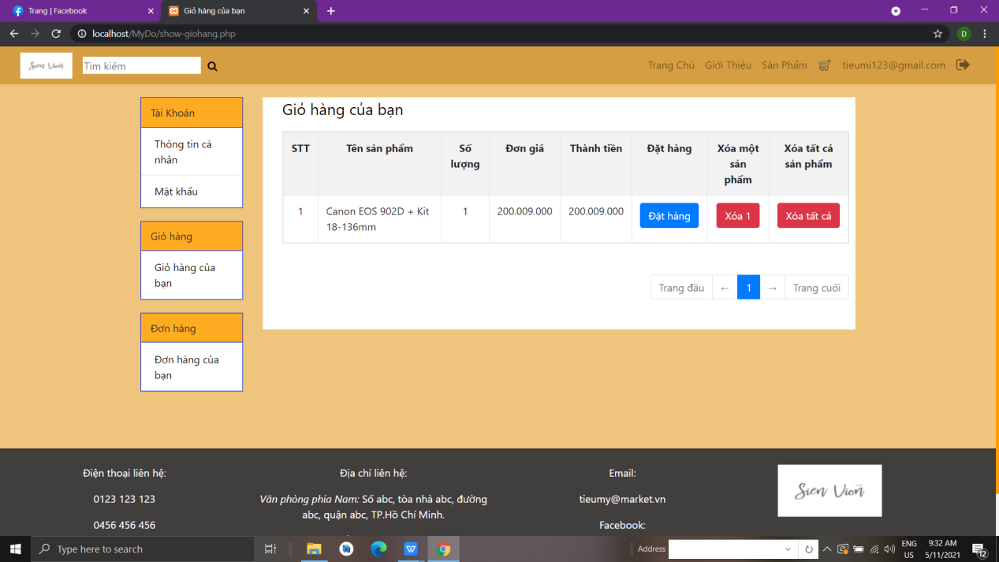 Trang | Facebook
Giỏ hàng của bạn
localhost/MyDo/show-giohang.php
D
Sien Vion
Tìm kiếm
Trang Chủ
Giới Thiệu
Sản Phẩm
tieumi123@gmail.com
Tài Khoản
Thông tin cá
nhân
Mật khẩu
Giỏ hàng
Giỏ hàng của
bạn
Đơn hàng
Đơn hàng của
bạn
Giỏ hàng của bạn
STT Tên sản phẩm Số lượng Đơn giá Thành tiền Đặt hàng Xóa một sản phẩm Xóa tất cả sản phẩm
1 Canon EOS 902D + Kit 18-136mm 1 200.009.000 200.009.000 Đặt hàng Xóa 1 Xóa tất cả
Trang đầu ← 1 → Trang cuối
Điện thoại liên hệ:
0123 123 123
0456 456 456
Địa chỉ liên hệ:
Văn phòng phía Nam: Số abc, tòa nhà abc, đường
abc, quận abc, TP.Hồ Chí Minh.
Email:
tieumy@market.vn
Facebook:
Sien Vion
Type here to search
Address
ENG
US
9:32 AM
5/11/2021
12